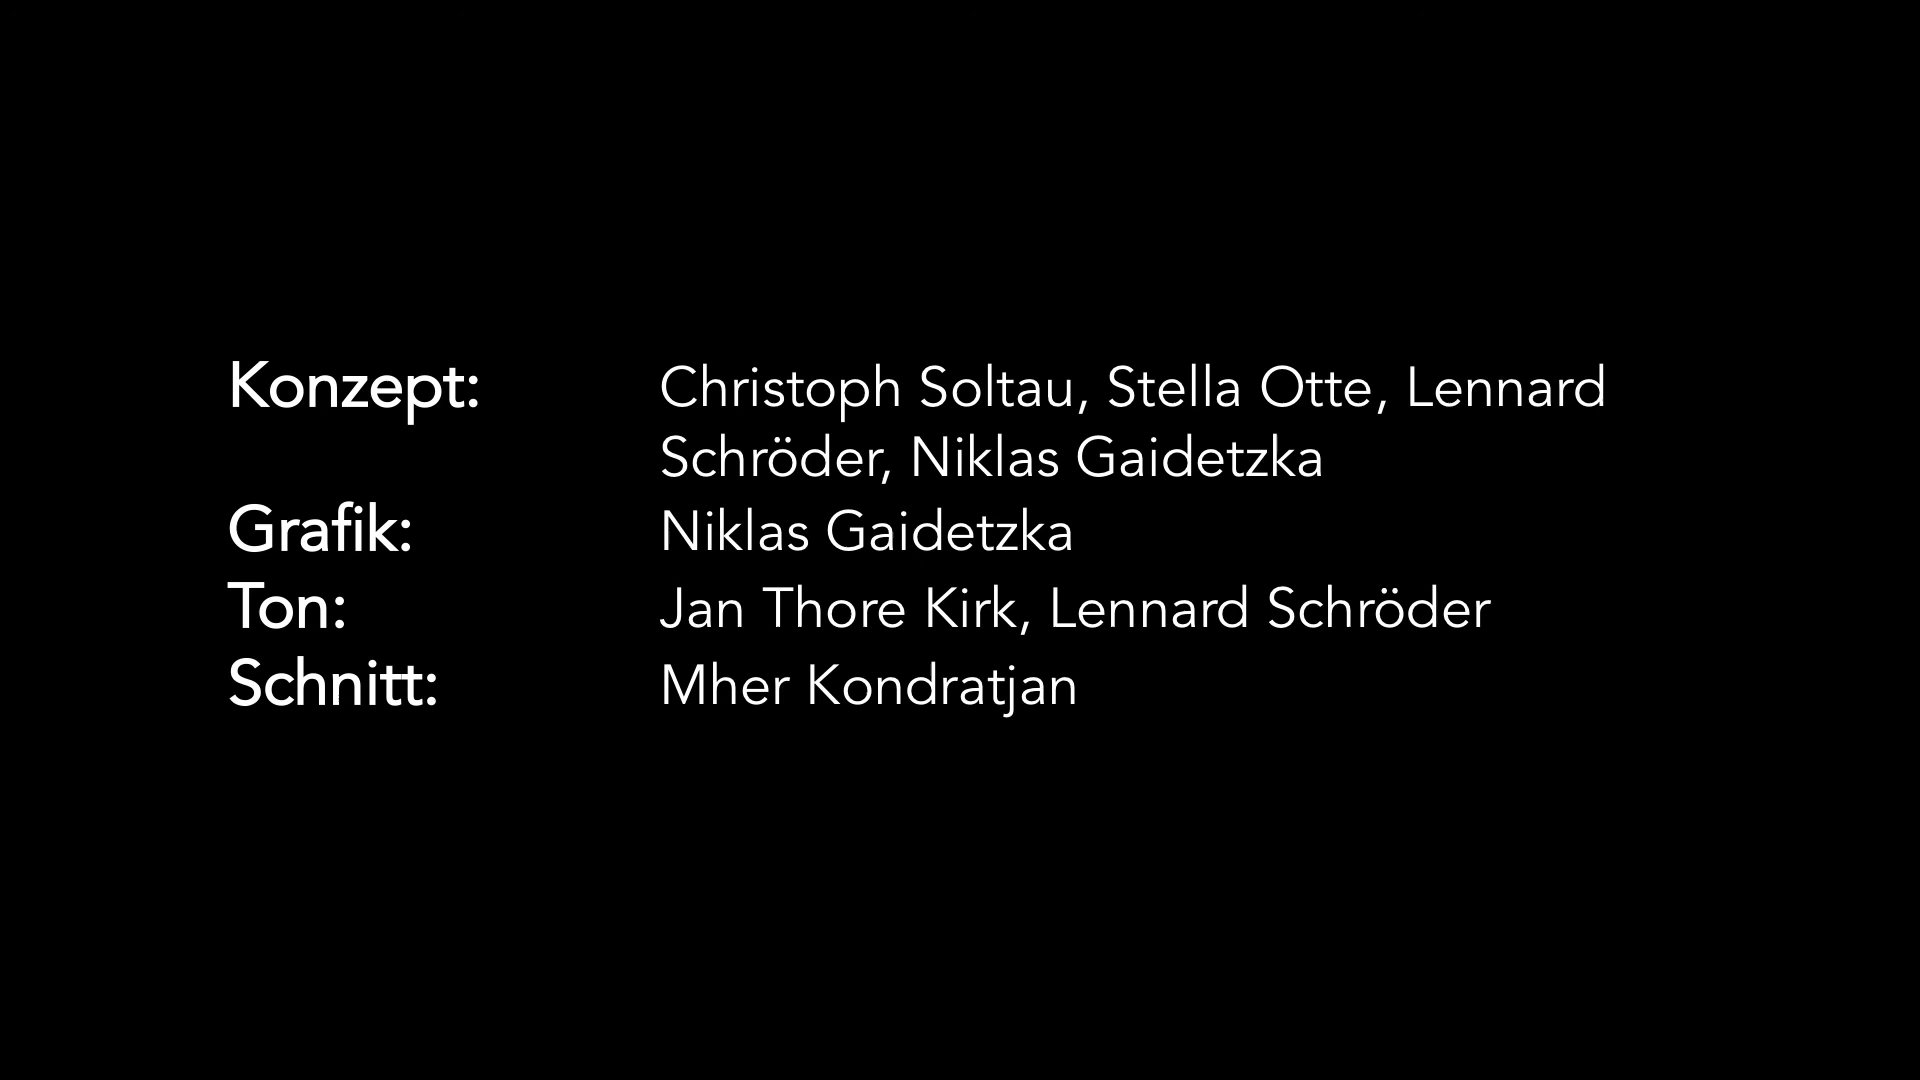 Konzept: Christoph Soltau, Stella Otte, Lennard
Schröder, Niklas Gaidetzka
Grafik: Niklas Gaidetzka
Ton: Jan Thore Kirk, Lennard Schröder
Schnitt: Mher Kondratjan